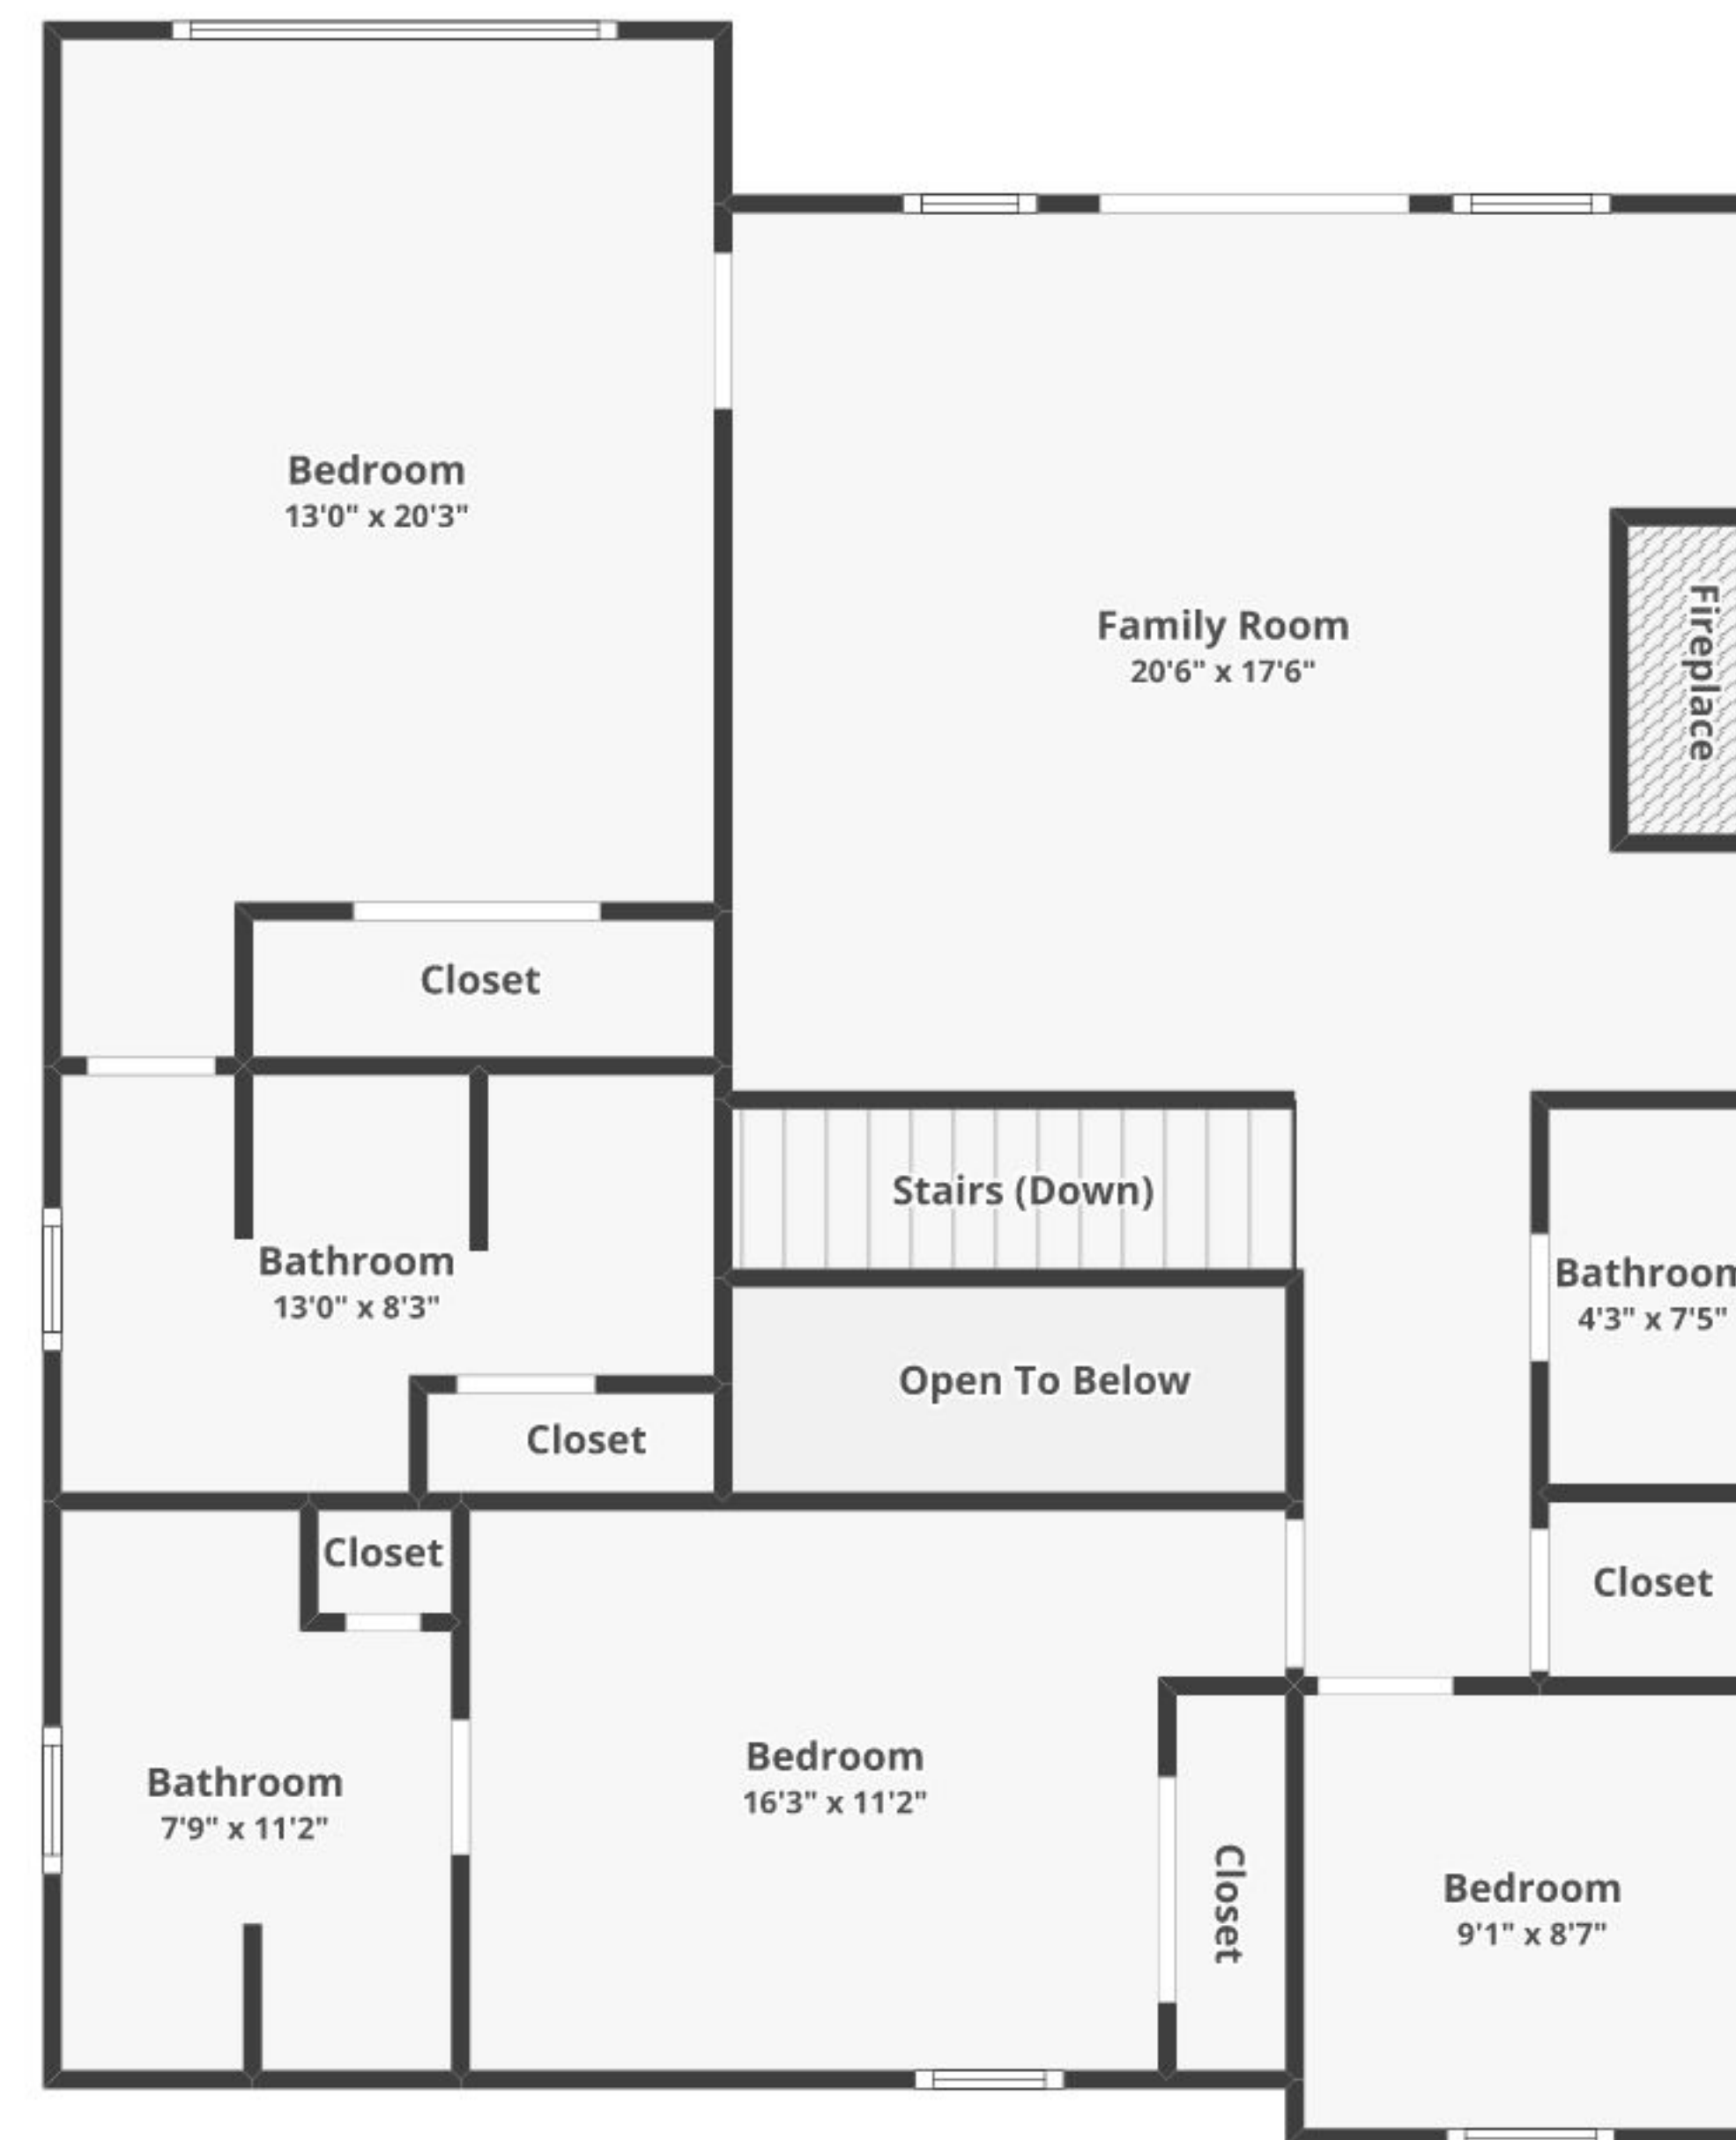 Bedroom
13'0" x 20'3"
Family Room
20'6" x 17'6"
Fireplace
Closet
Stairs (Down)
Bathroom
13'0" x 8'3"
Bathroom
4'3" x 7'5"
Open To Below
Closet
Closet
Closet
Bathroom
7'9" x 11'2"
Bedroom
16'3" x 11'2"
Closet
Bedroom
9'1" x 8'7"